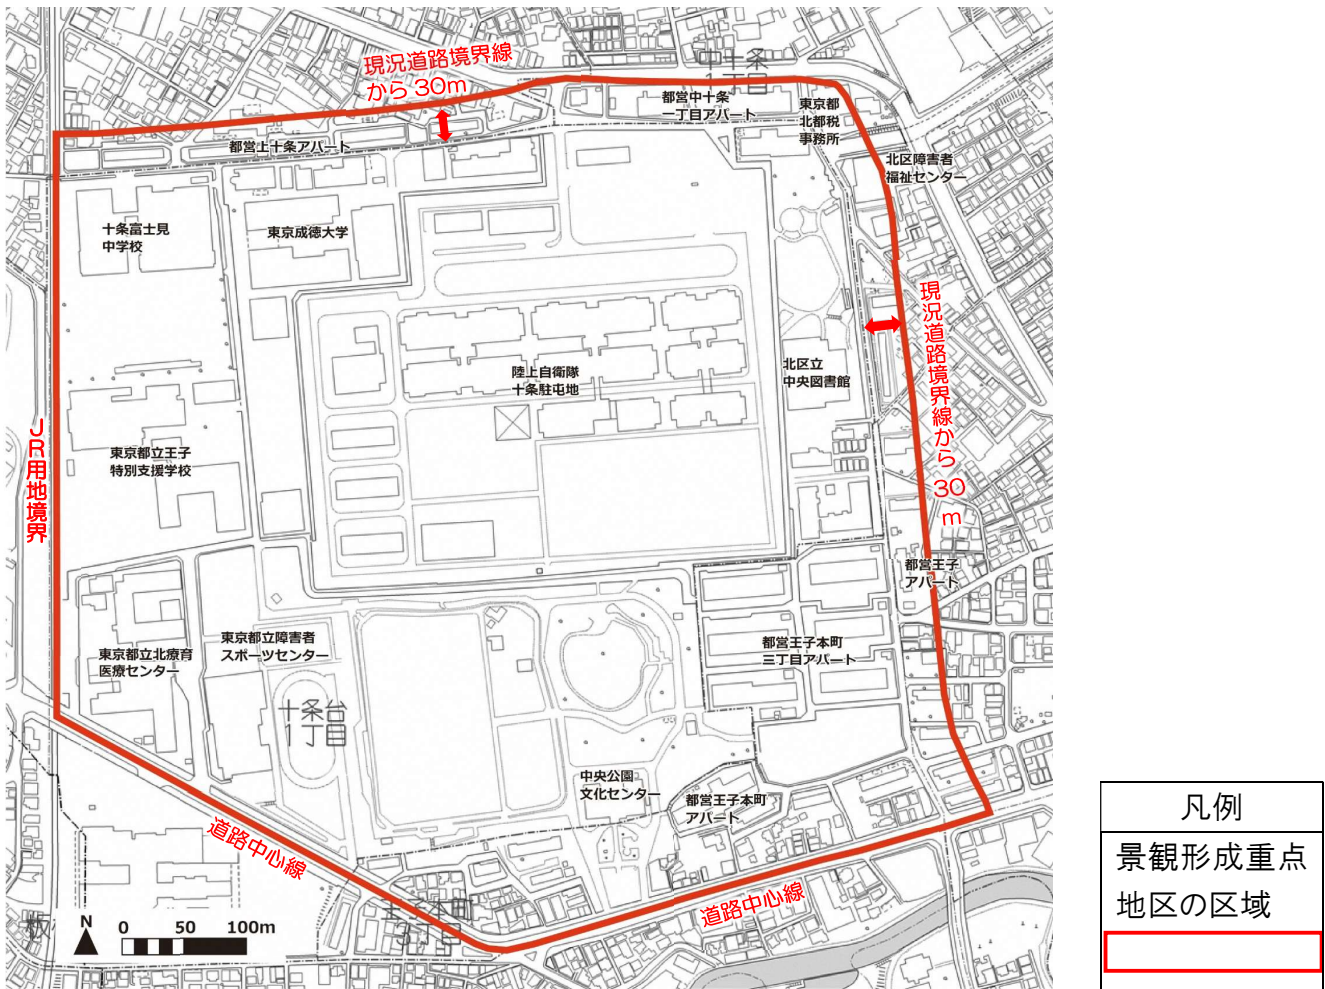 現況道路境界線
から30m
中十条
1丁目
都営中十条
一丁目アパート
東京都
北都税
事務所
都営上十条アパート
北区障害者
福祉センター
十条富士見
中学校
東京成徳大学
現況道路境界線から30m
北区立
中央図書館
陸上自衛隊
十条駐屯地
JR用地境界
東京都立王子
特別支援学校
都営王子
アパート
東京都立障害者
スポーツセンター
東京都立北療育
医療センター
都営王子本町
三丁目アパート
十条台
1丁目
中央公園
文化センター
都営王子本町
アパート
道路中心線
道路中心線
王子本町
3丁目
板
N
0 50 100m
凡例
景観形成重点
地区の区域